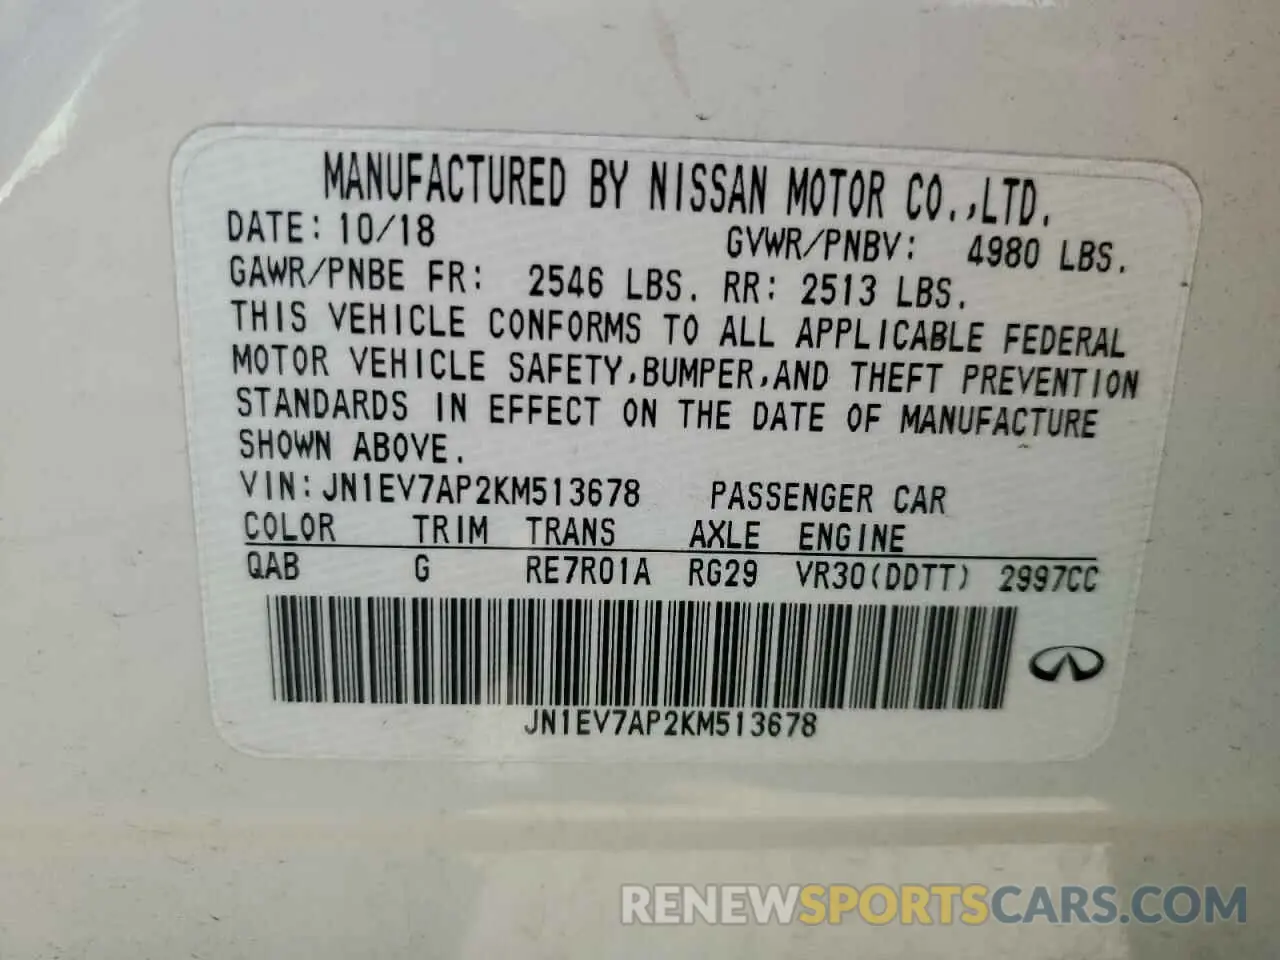 MANUFACTURED BY NISSAN MOTOR CO.,LTD.
DATE: 10/18 GVWR/PNBV: 4980 LBS.
GAWR/PNBE FR: 2546 LBS. RR: 2513 LBS.
THIS VEHICLE CONFORMS TO ALL APPLICABLE FEDERAL
MOTOR VEHICLE SAFETY,BUMPER,AND THEFT PREVENTION
STANDARDS IN EFFECT ON THE DATE OF MANUFACTURE
SHOWN ABOVE.
VIN: JN1EV7AP2KM513678 PASSENGER CAR
COLOR TRIM TRANS AXLE ENGINE
QAB G RE7R01A RG29 VR30(DDTT) 2997CC
JN1EV7AP2KM513678
RENEWSPORTSCARS.COM